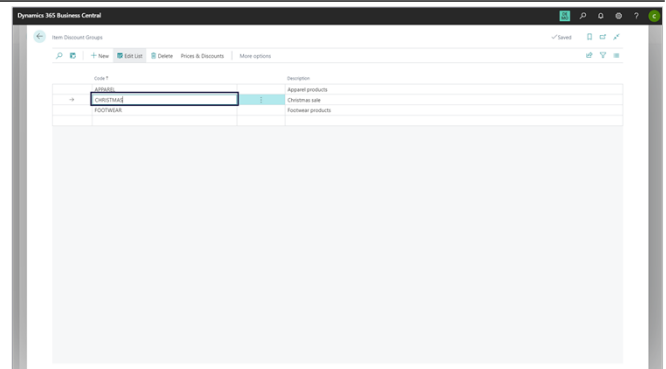 Dynamics 365 Business Central
Item Discount Groups
Saved
+ New Edit List Delete Prices & Discounts More options
Code ↑ Description
APPAREL Apparel products
CHRISTMAS Christmas sale
FOOTWEAR Footwear products
C